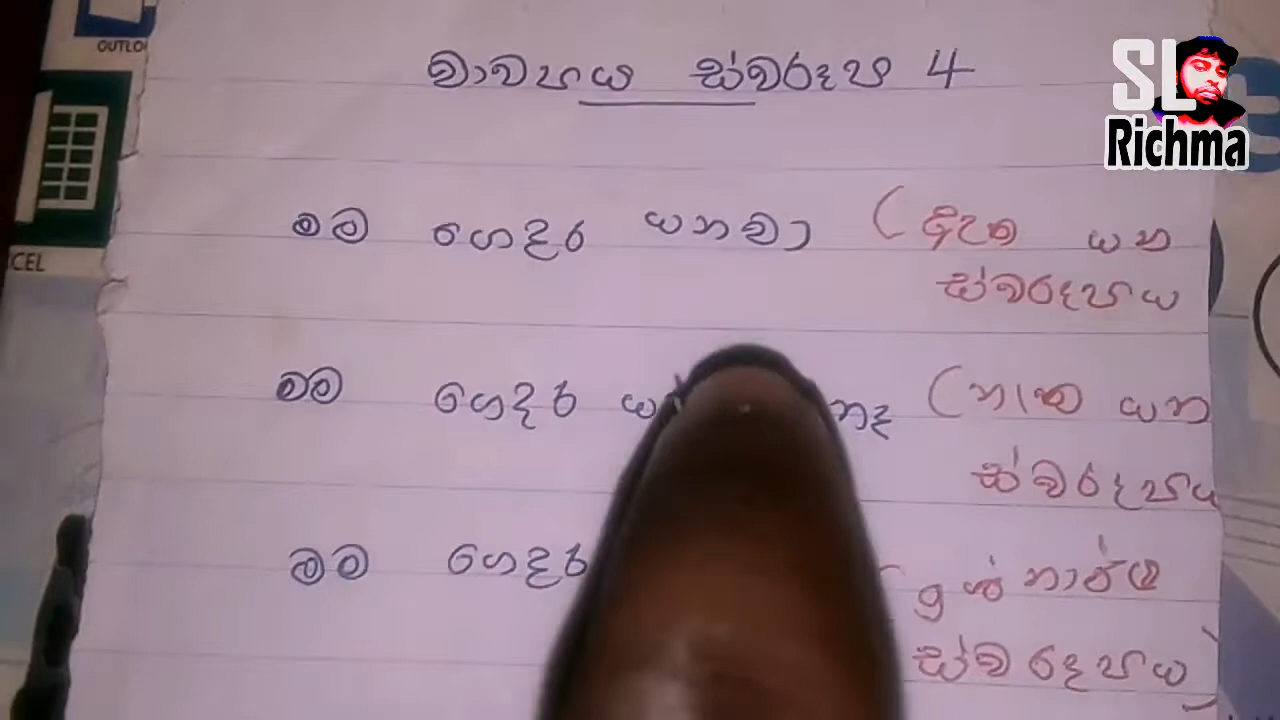 OUTLO
වාච්‍යය ස්වරූප 4
SL
Richma
මම ගෙදර යනවා (අැත යන
ස්වරූපය
CEL
මම ගෙදර නෑ (නැත යන
ස්වරූපය
මම ගෙදර
ස්වරූපය